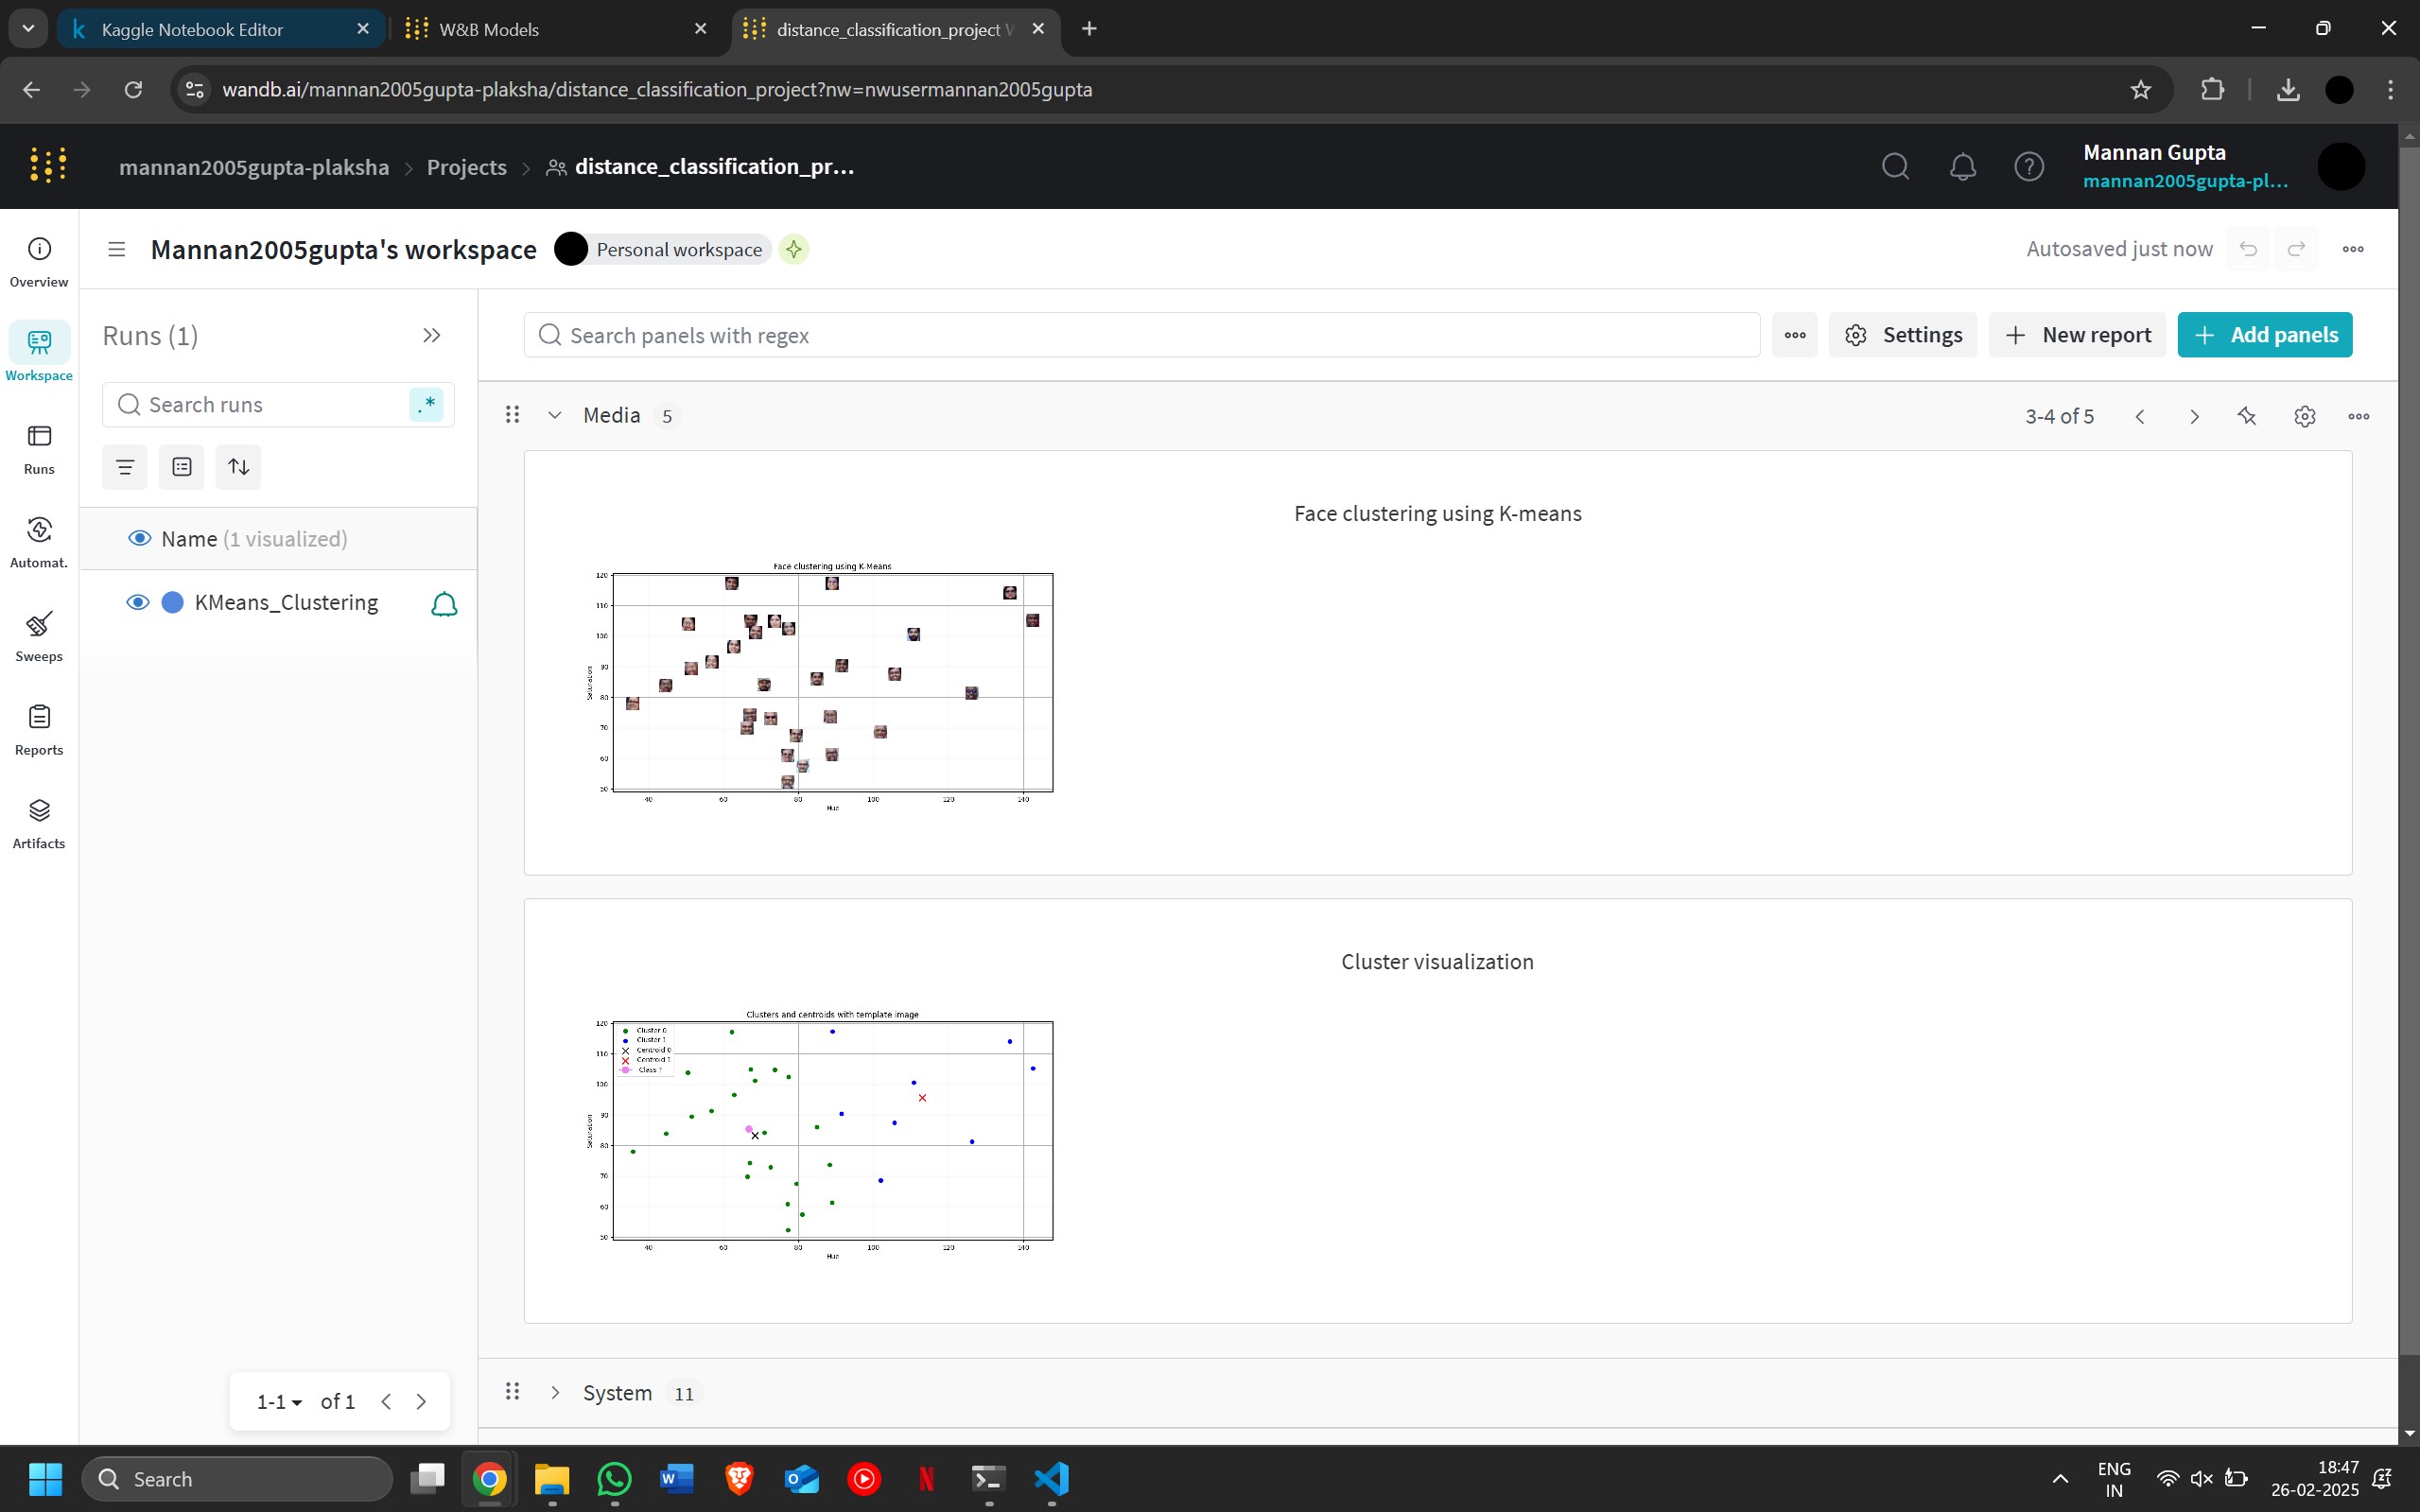 Kaggle Notebook Editor
W&B Models
distance_classification_project W
wandb.ai/mannan2005gupta-plaksha/distance_classification_project?nw=nwusermannan2005gupta
mannan2005gupta-plaksha > Projects > distance_classification_pr...
Mannan Gupta
mannan2005gupta-pl...
Overview
Workspace
Runs
Automat.
Sweeps
Reports
Artifacts
Mannan2005gupta's workspace
Personal workspace
Autosaved just now
Runs (1)
Search runs
.*
Name (1 visualized)
KMeans_Clustering
1-1 of 1
Search panels with regex
Settings
New report
Add panels
Media 5
3-4 of 5
Face clustering using K-means
Face clustering using K-Means
120
110
100
90
80
70
60
50
Saturation
40 60 80 100 120 140
Hue
Cluster visualization
Clusters and centroids with template image
Cluster 0
Cluster 1
Centroid 0
Centroid 1
Class ?
120
110
100
90
80
70
60
50
Saturation
40 60 80 100 120 140
Hue
System 11
Search
ENG
IN
18:47
26-02-2025